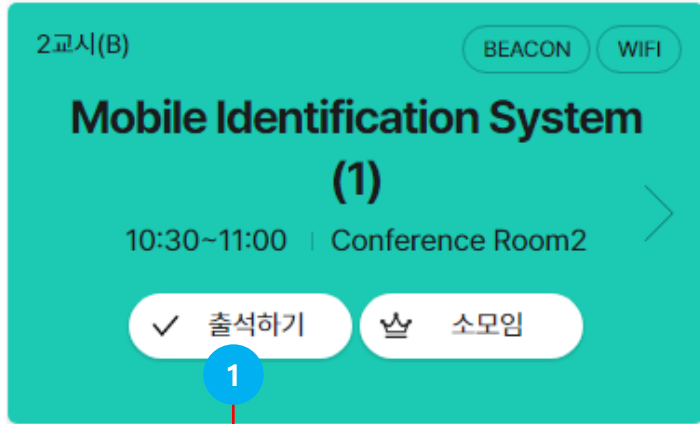 2교시(B)
BEACON
WIFI
Mobile Identification System
(1)
10:30~11:00 | Conference Room2
출석하기
소모임
1